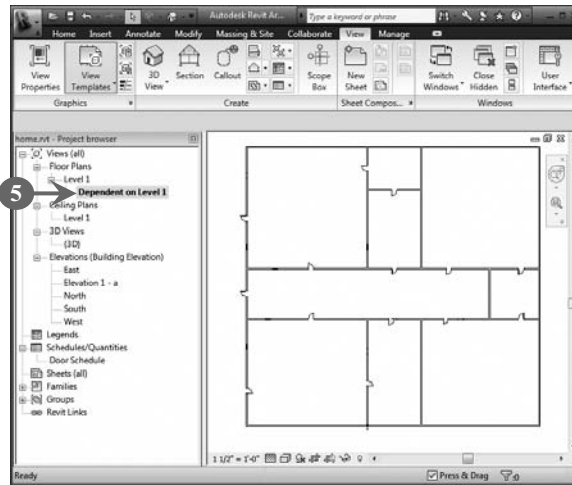 Autodesk Revit Ar...
Type a keyword or phrase
Home Insert Annotate Modify Massing & Site Collaborate View Manage
View Properties
View Templates
3D View
Section
Callout
Scope Box
New Sheet
Switch Windows
Close Hidden
User Interface
Graphics
Create
Sheet Compos...
Windows
home.rvt - Project browser
Views (all)
Floor Plans
Level 1
5
Dependent on Level 1
Ceiling Plans
Level 1
3D Views
{3D}
Elevations (Building Elevation)
East
Elevation 1 - a
North
South
West
Legends
Schedules/Quantities
Door Schedule
Sheets (all)
Families
Groups
Revit Links
1 1/2" = 1'-0"
Ready
Press & Drag
:0